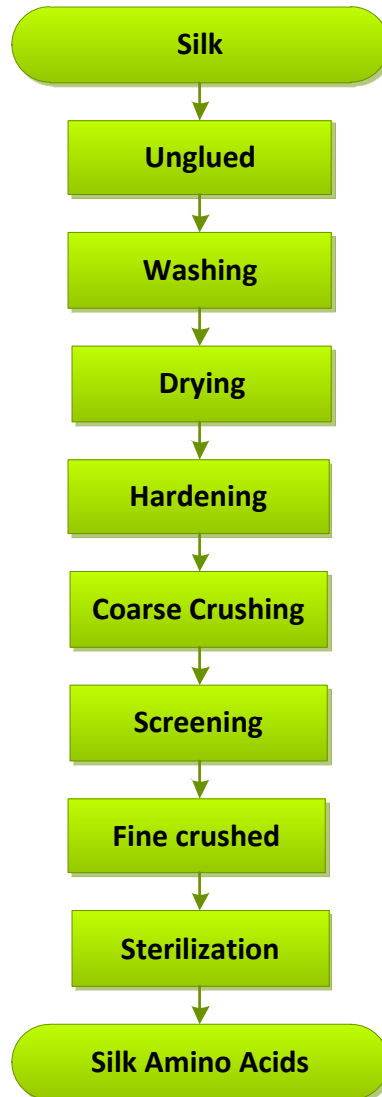 Silk
Unglued
Washing
Drying
Hardening
Coarse Crushing
Screening
Fine crushed
Sterilization
Silk Amino Acids